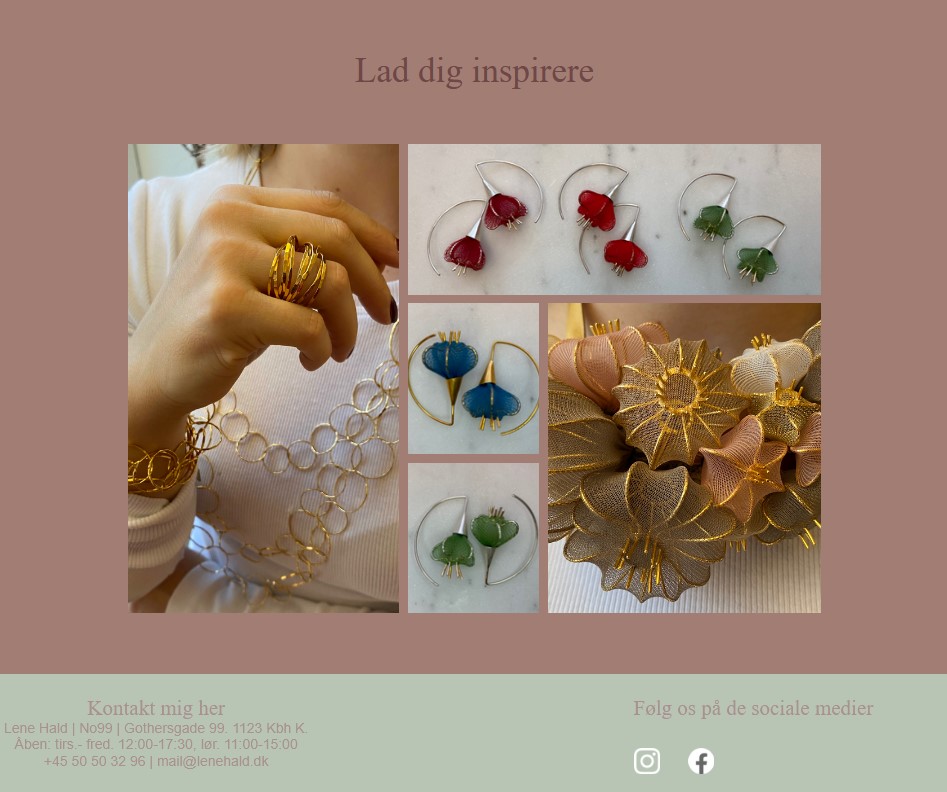 Lad dig inspirere
Kontakt mig her
Lene Hald | No99 | Gothersgade 99. 1123 Kbh K.
Åben: tirs.- fred. 12:00-17:30, lør. 11:00-15:00
+45 50 50 32 96 | mail@lenehald.dk
Følg os på de sociale medier